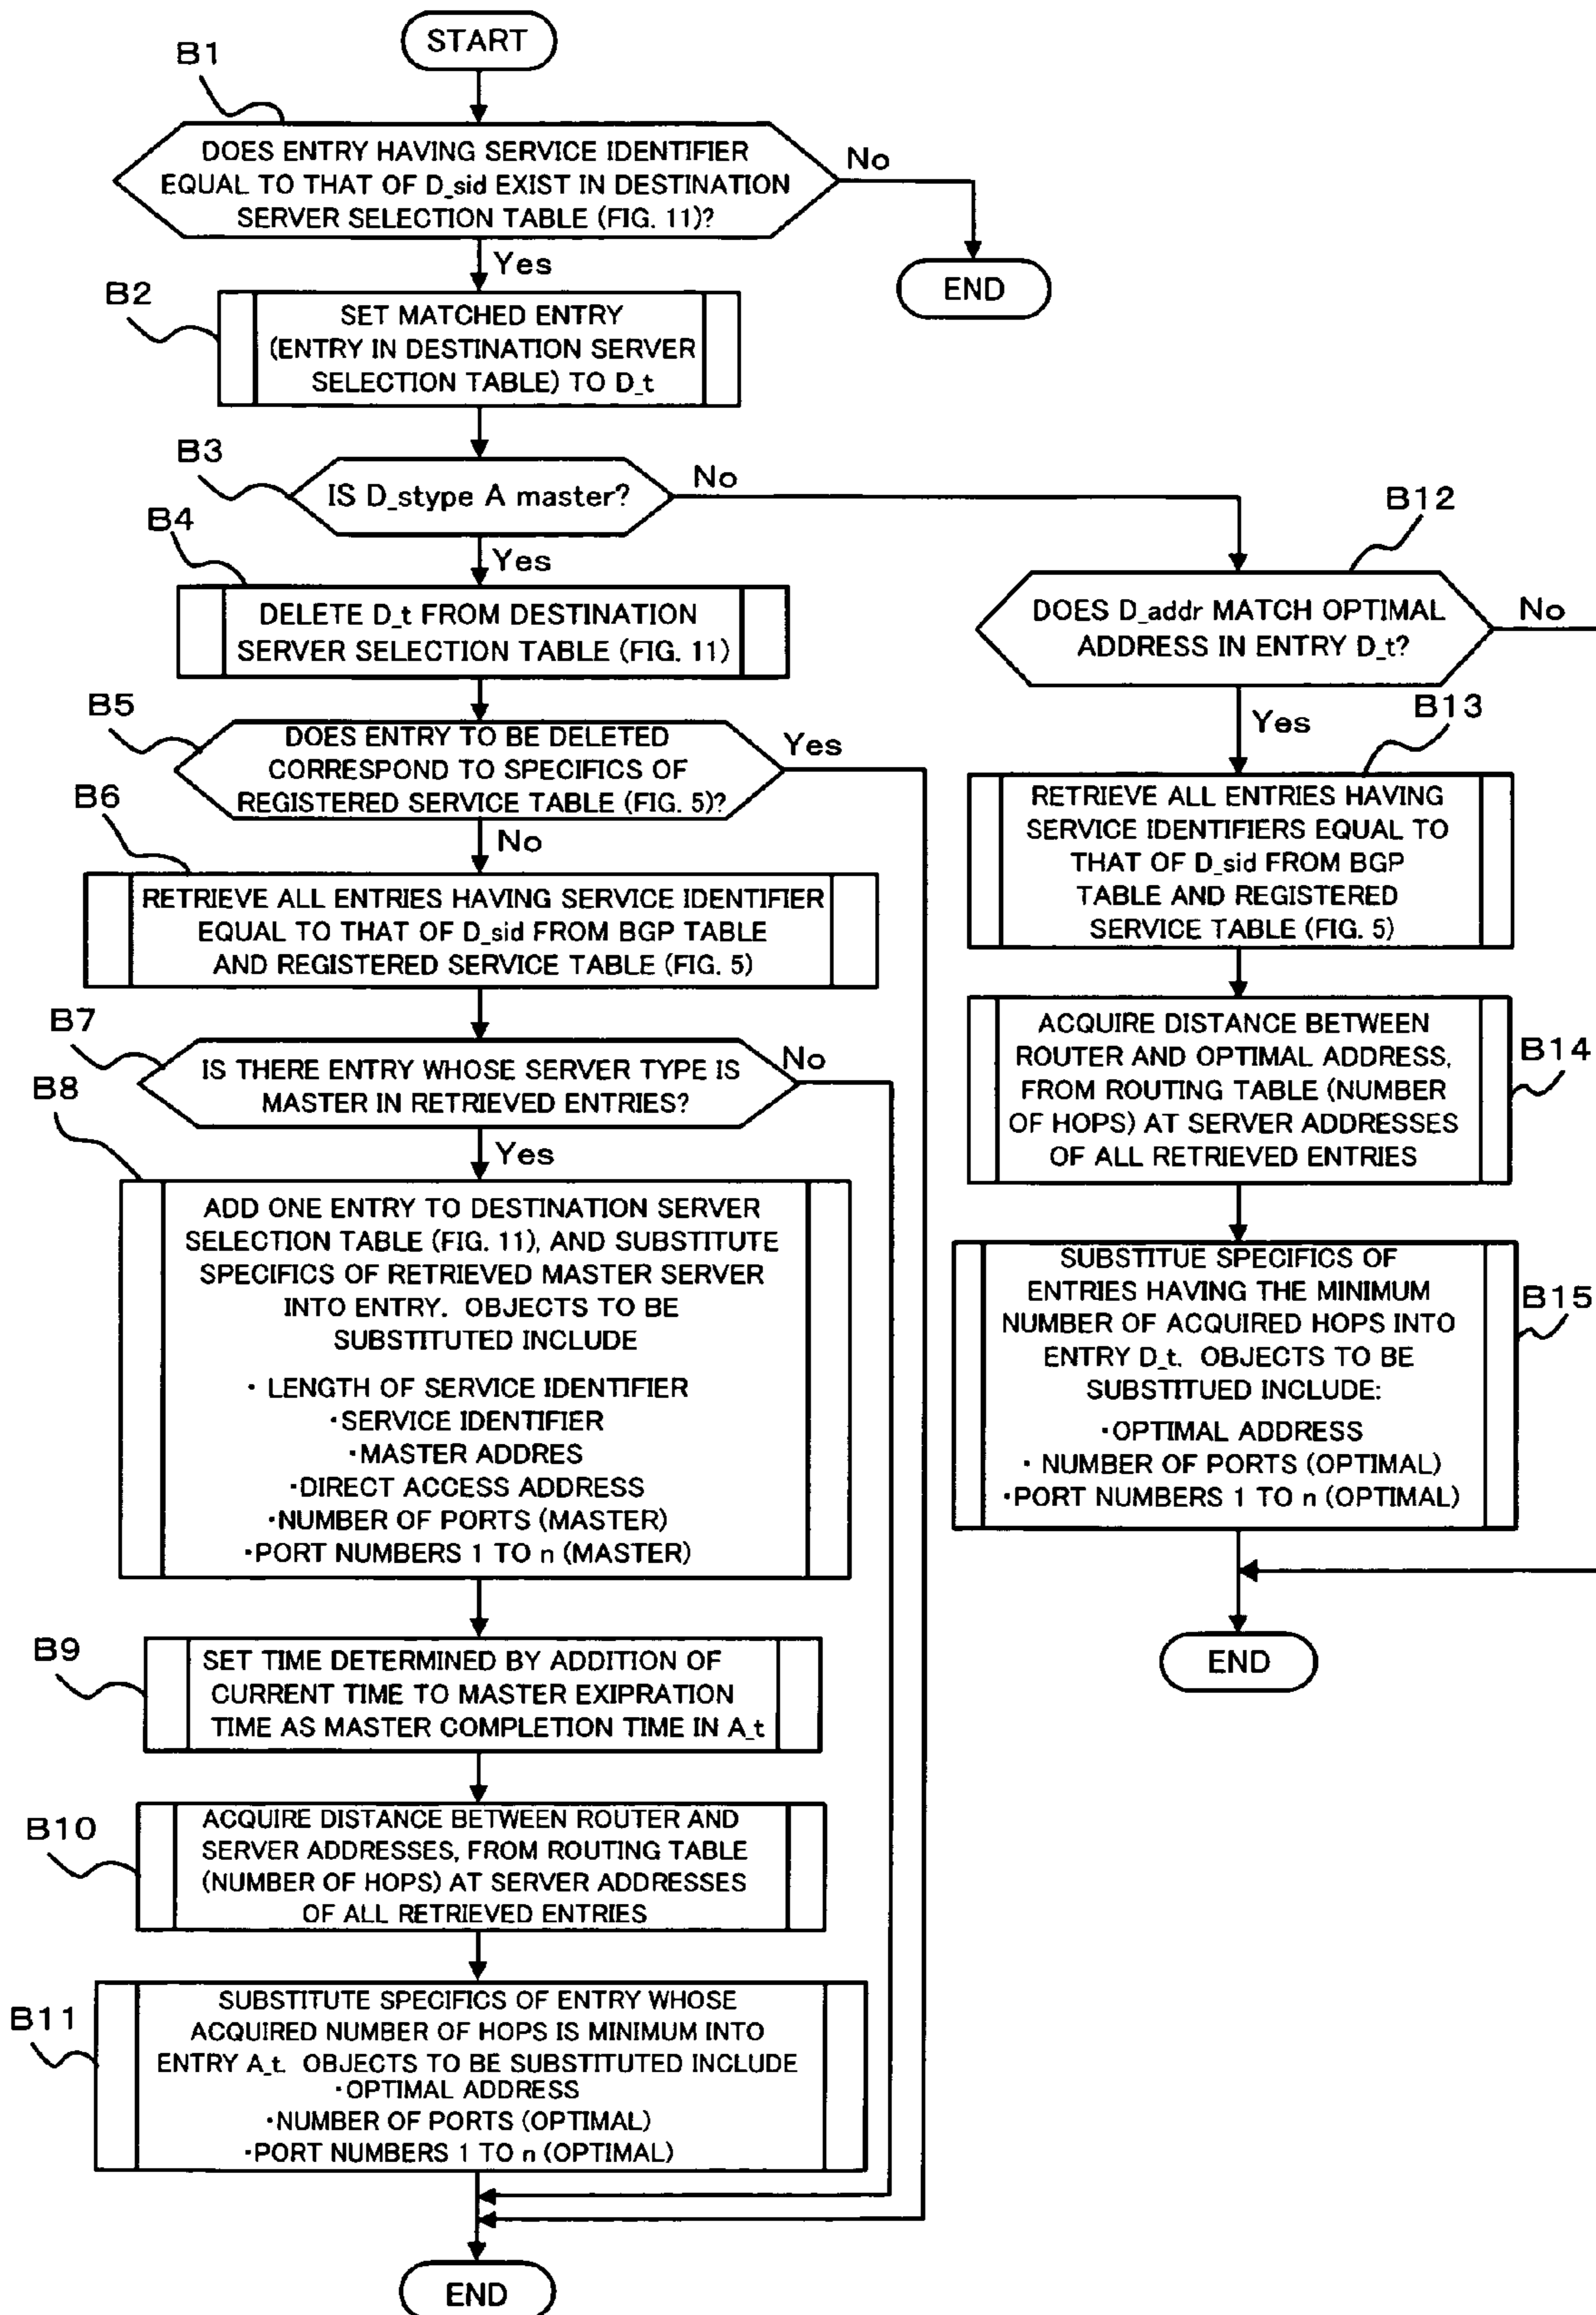 START
B1
DOES ENTRY HAVING SERVICE IDENTIFIER
EQUAL TO THAT OF D_sid EXIST IN DESTINATION
SERVER SELECTION TABLE (FIG. 11)?
No
END
Yes
B2
SET MATCHED ENTRY
(ENTRY IN DESTINATION SERVER
SELECTION TABLE) TO D_t
B3
IS D_stype A master?
No
Yes
B4
DELETE D_t FROM DESTINATION
SERVER SELECTION TABLE (FIG. 11)
B5
DOES ENTRY TO BE DELETED
CORRESPOND TO SPECIFICS OF
REGISTERED SERVICE TABLE (FIG. 5)?
Yes
No
B6
RETRIEVE ALL ENTRIES HAVING SERVICE IDENTIFIER
EQUAL TO THAT OF D_sid FROM BGP TABLE
AND REGISTERED SERVICE TABLE (FIG. 5)
B7
IS THERE ENTRY WHOSE SERVER TYPE IS
MASTER IN RETRIEVED ENTRIES?
No
Yes
B8
ADD ONE ENTRY TO DESTINATION SERVER
SELECTION TABLE (FIG. 11), AND SUBSTITUTE
SPECIFICS OF RETRIEVED MASTER SERVER
INTO ENTRY. OBJECTS TO BE
SUBSTITUTED INCLUDE
・LENGTH OF SERVICE IDENTIFIER
・SERVICE IDENTIFIER
・MASTER ADDRES
・DIRECT ACCESS ADDRESS
・NUMBER OF PORTS (MASTER)
・PORT NUMBERS 1 TO n (MASTER)
B9
SET TIME DETERMINED BY ADDITION OF
CURRENT TIME TO MASTER EXIPRATION
TIME AS MASTER COMPLETION TIME IN A_t
B10
ACQUIRE DISTANCE BETWEEN ROUTER AND
SERVER ADDRESSES, FROM ROUTING TABLE
(NUMBER OF HOPS) AT SERVER ADDRESSES
OF ALL RETRIEVED ENTRIES
B11
SUBSTITUTE SPECIFICS OF ENTRY WHOSE
ACQUIRED NUMBER OF HOPS IS MINIMUM INTO
ENTRY A_t. OBJECTS TO BE SUBSTITUTED INCLUDE
・OPTIMAL ADDRESS
・NUMBER OF PORTS (OPTIMAL)
・PORT NUMBERS 1 TO n (OPTIMAL)
END
B12
DOES D_addr MATCH OPTIMAL
ADDRESS IN ENTRY D_t?
No
Yes
B13
RETRIEVE ALL ENTRIES HAVING
SERVICE IDENTIFIERS EQUAL TO
THAT OF D_sid FROM BGP
TABLE AND REGISTERED
SERVICE TABLE (FIG. 5)
B14
ACQUIRE DISTANCE BETWEEN
ROUTER AND OPTIMAL ADDRESS,
FROM ROUTING TABLE (NUMBER
OF HOPS) AT SERVER ADDRESSES
OF ALL RETRIEVED ENTRIES
B15
SUBSTITUE SPECIFICS OF
ENTRIES HAVING THE MINIMUM
NUMBER OF ACQUIRED HOPS INTO
ENTRY D_t. OBJECTS TO BE
SUBSTITUED INCLUDE:
・OPTIMAL ADDRESS
・NUMBER OF PORTS (OPTIMAL)
・PORT NUMBERS 1 TO n (OPTIMAL)
END